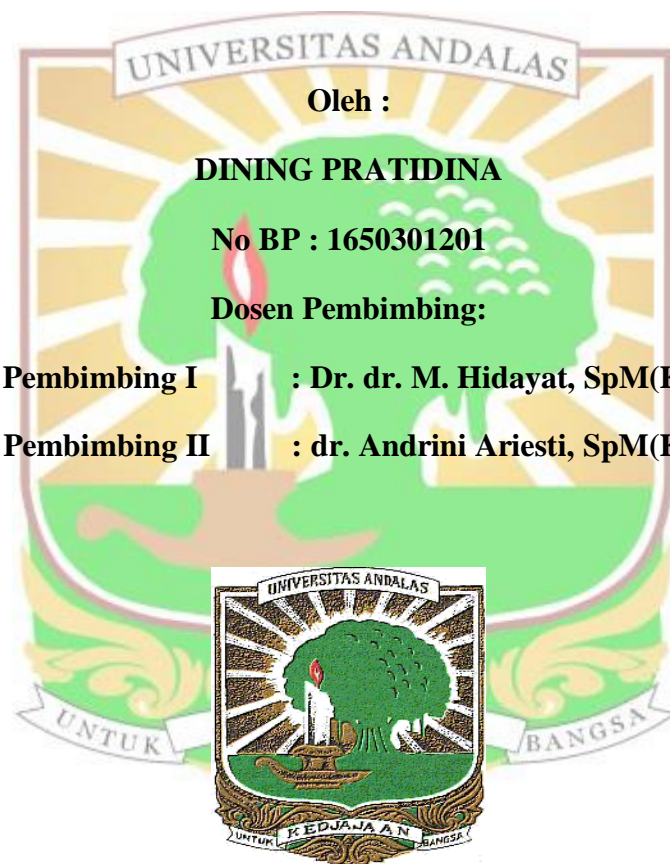 UNIVERSITAS ANDALAS
Oleh :
DINING PRATIDINA
No BP : 1650301201
Dosen Pembimbing:
Pembimbing I : Dr. dr. M. Hidayat, SpM(
Pembimbing II : dr. Andrini Ariesti, SpM(
UNIVERSITAS ANDALAS
UNTUK BANGSA
UNTUK KEDJAJAAN BANGSA